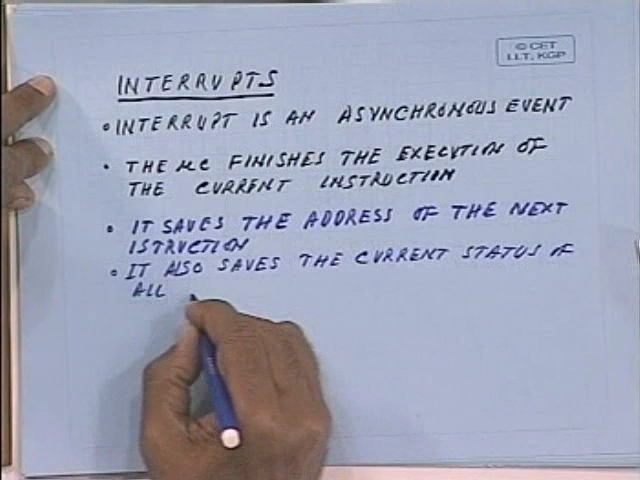 © CET
I.I.T. KGP
INTERRUPTS
• INTERRUPT IS AN ASYNCHRONOUS EVENT
• THE MC FINISHES THE EXECUTION OF
THE CURRENT INSTRUCTION
• IT SAVES THE ADDRESS OF THE NEXT
ISTRUCTION
• IT ALSO SAVES THE CURRENT STATUS OF
ALL